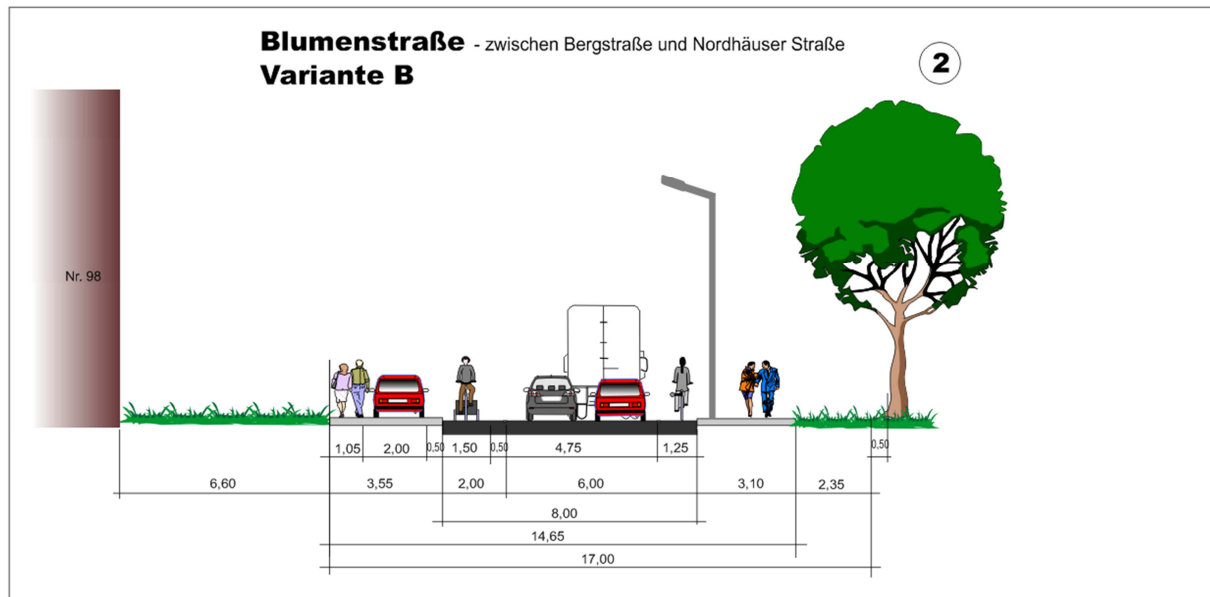 Blumenstraße - zwischen Bergstraße und Nordhäuser Straße
Variante B
2
Nr. 98
0,50
1,05 2,00 0,50 1,50 0,50 4,75 1,25
6,60 3,55 2,00 6,00 3,10 2,35
8,00
14,65
17,00